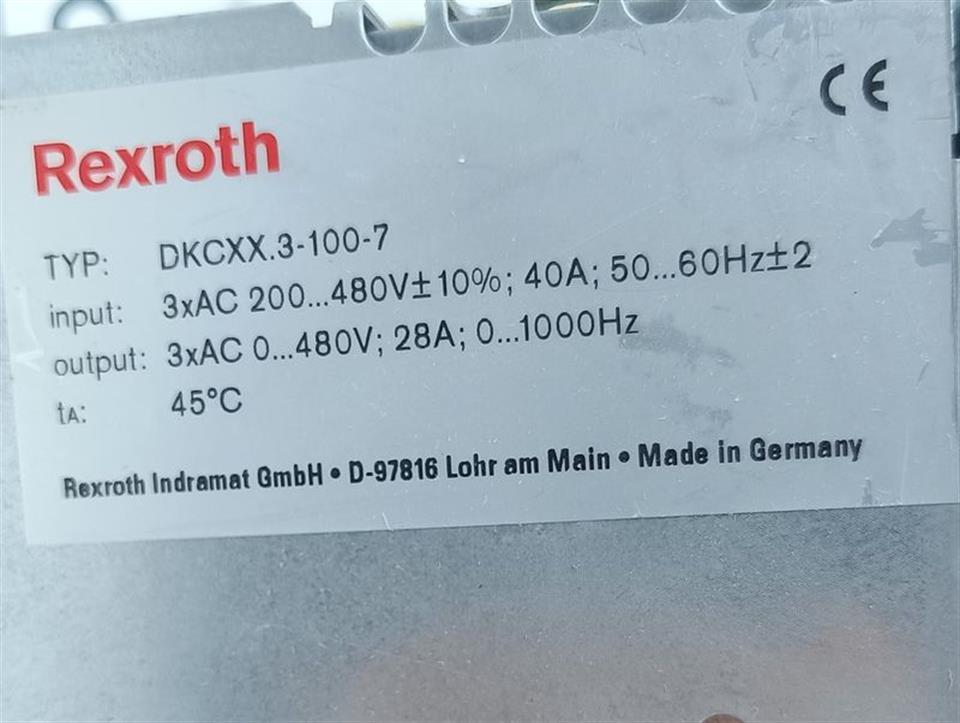 CE
Rexroth
TYP: DKCXX.3-100-7
input: 3xAC 200...480V±10%; 40A; 50...60Hz±2
output: 3xAC 0...480V; 28A; 0...1000Hz
tA: 45°C
Rexroth Indramat GmbH • D-97816 Lohr am Main • Made in Germany